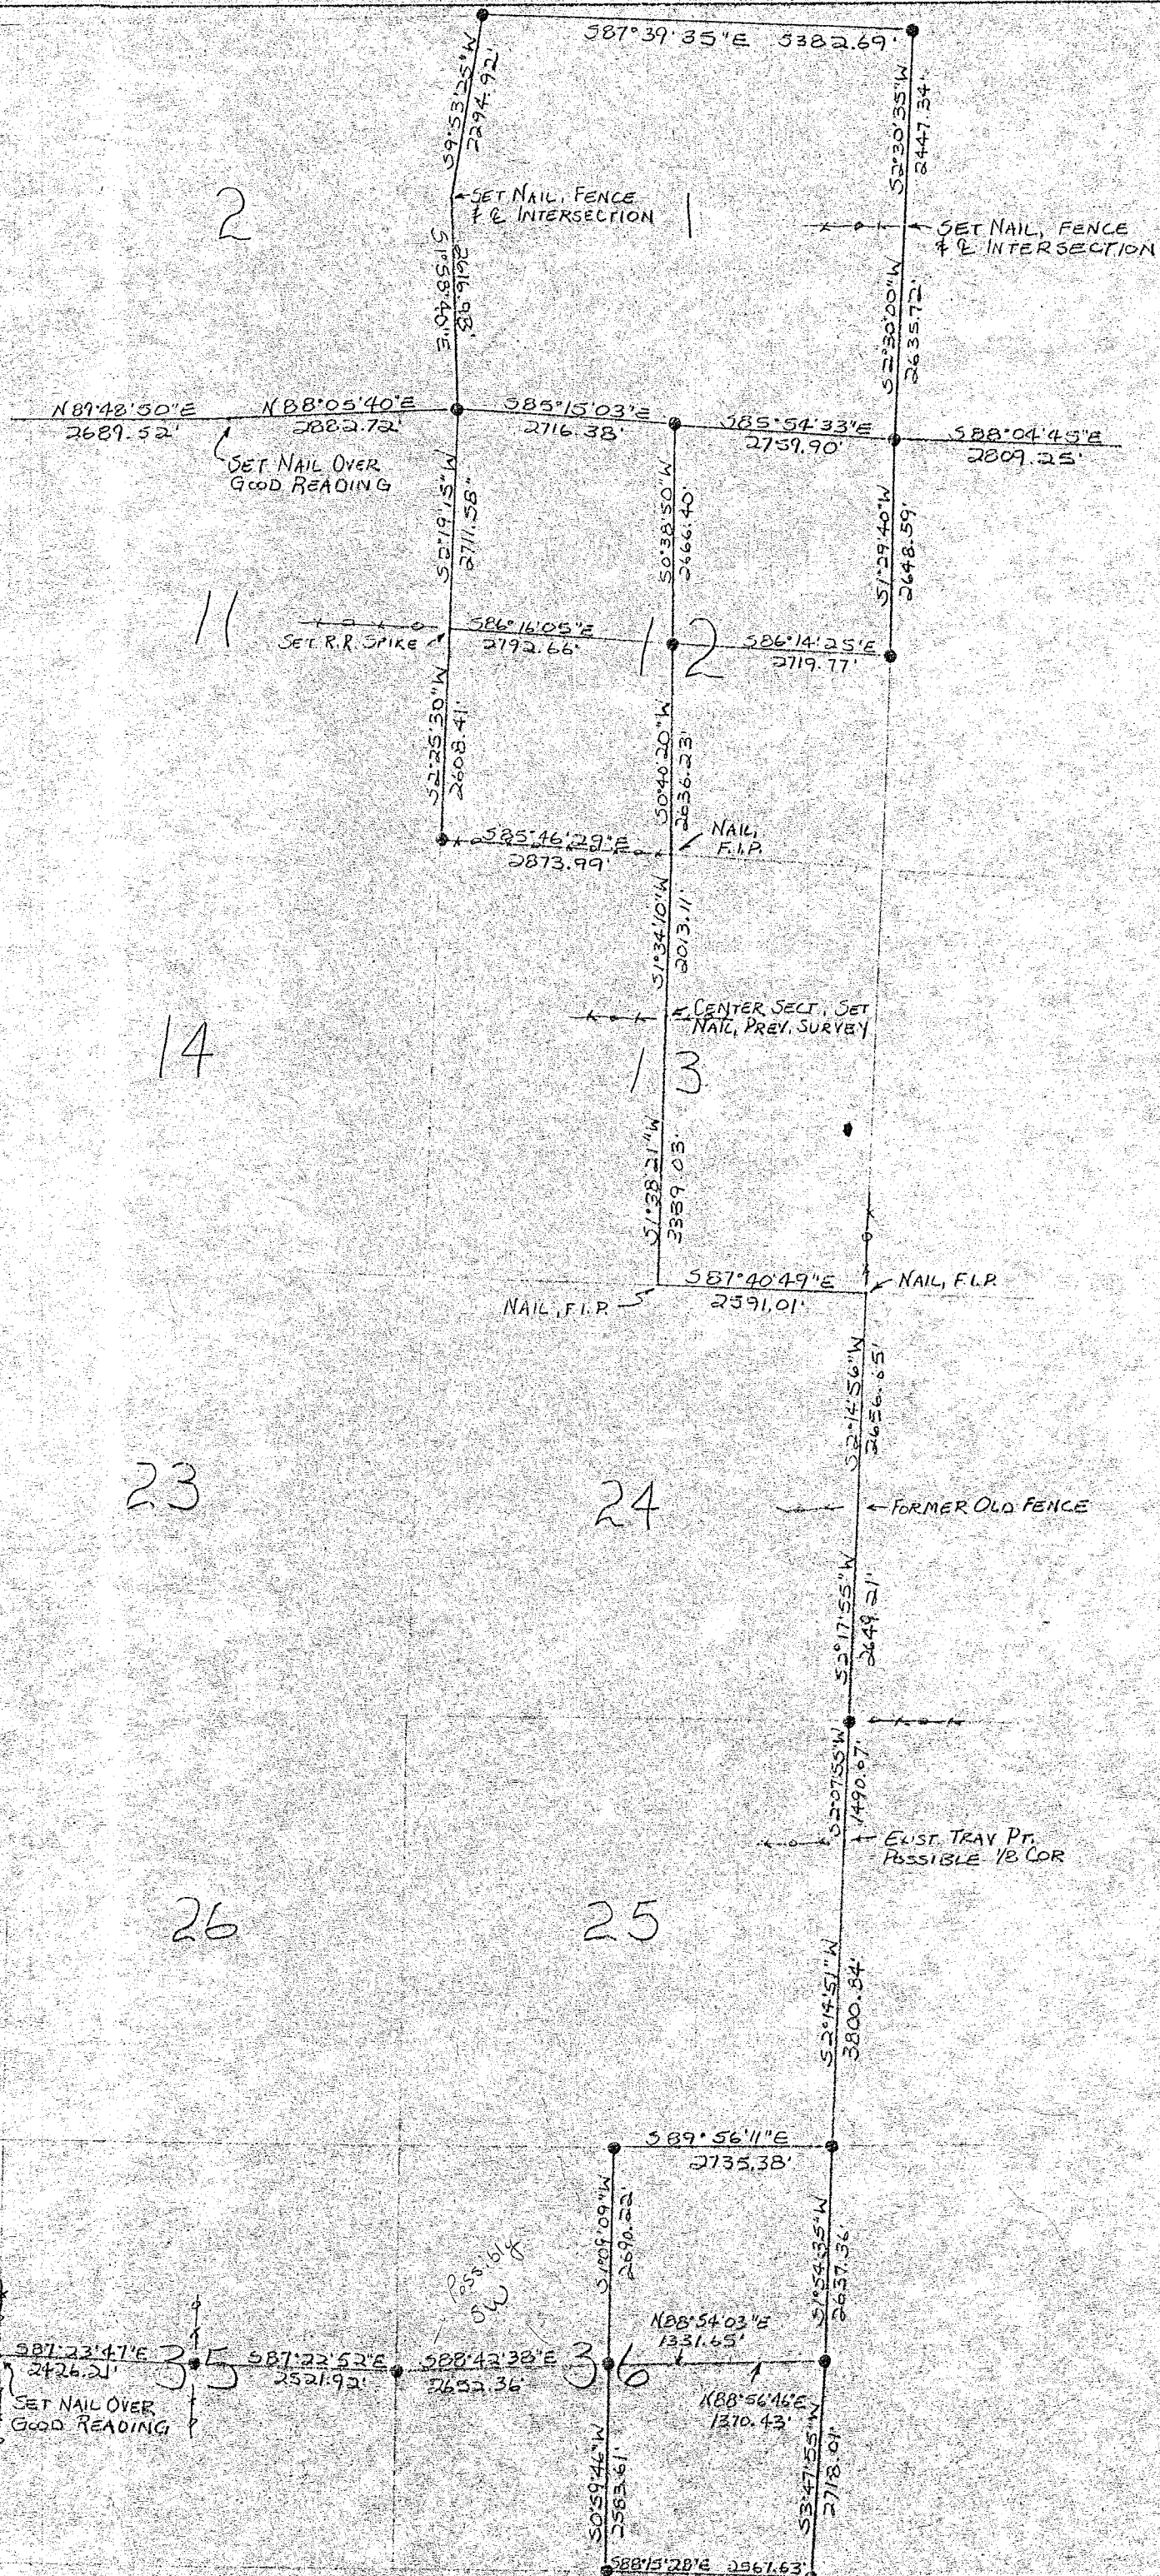 S87°39'35"E 5382.69'
S9°53'25"W
2294.92'
S2°30'35"W
2447.34'
2
1
SET NAIL, FENCE
& ℄ INTERSECTION
SET NAIL, FENCE
& ℄ INTERSECTION
S1°58'40"E
2616.98'
S2°30'00"W
2635.72'
N89°48'50"E
2689.52'
N88°05'40"E
2882.72'
S85°15'03"E
2716.38'
S85°54'33"E
2759.90'
S88°04'45"E
2809.25'
SET NAIL OVER
GOOD READING
S2°19'15"W
2711.58"
S0°38'50"W
2666.40'
S1°29'40"W
2648.59'
11
SET R.R. SPIKE
S86°16'05"E
2792.66'
12
S86°14'25"E
2719.77'
S2°25'30"W
2608.41'
S0°40'20"W
2636.23'
S85°46'29"E
2873.99'
NAIL,
F.I.P.
S1°34'10"W
2013.11'
CENTER SECT., SET
NAIL, PREV. SURVEY
14
13
S1°38'21"W
3339.03'
S87°40'49"E
2591.01'
NAIL, F.I.P.
NAIL, F.I.P.
S2°14'56"W
2656.65'
23
24
FORMER OLD FENCE
S2°17'55"W
2649.21'
S2°07'55"W
1490.67'
EXIST. TRAV PT.
POSSIBLE 1/8 COR
26
25
S2°14'51"W
3800.84'
S89°56'11"E
2735.38'
S1°09'09"W
2690.22'
S1°54'35"W
2637.36'
Possibly
SW
N88°54'03"E
1331.65'
S87°23'47"E
2426.21'
35
S87°22'52"E
2521.92'
S88°42'38"E
2652.36'
36
N88°56'46"E
1370.43'
SET NAIL OVER
GOOD READING
S0°59'46"W
2583.61'
S3°47'55"W
2718.01'
S88°15'28"E 2567.63'